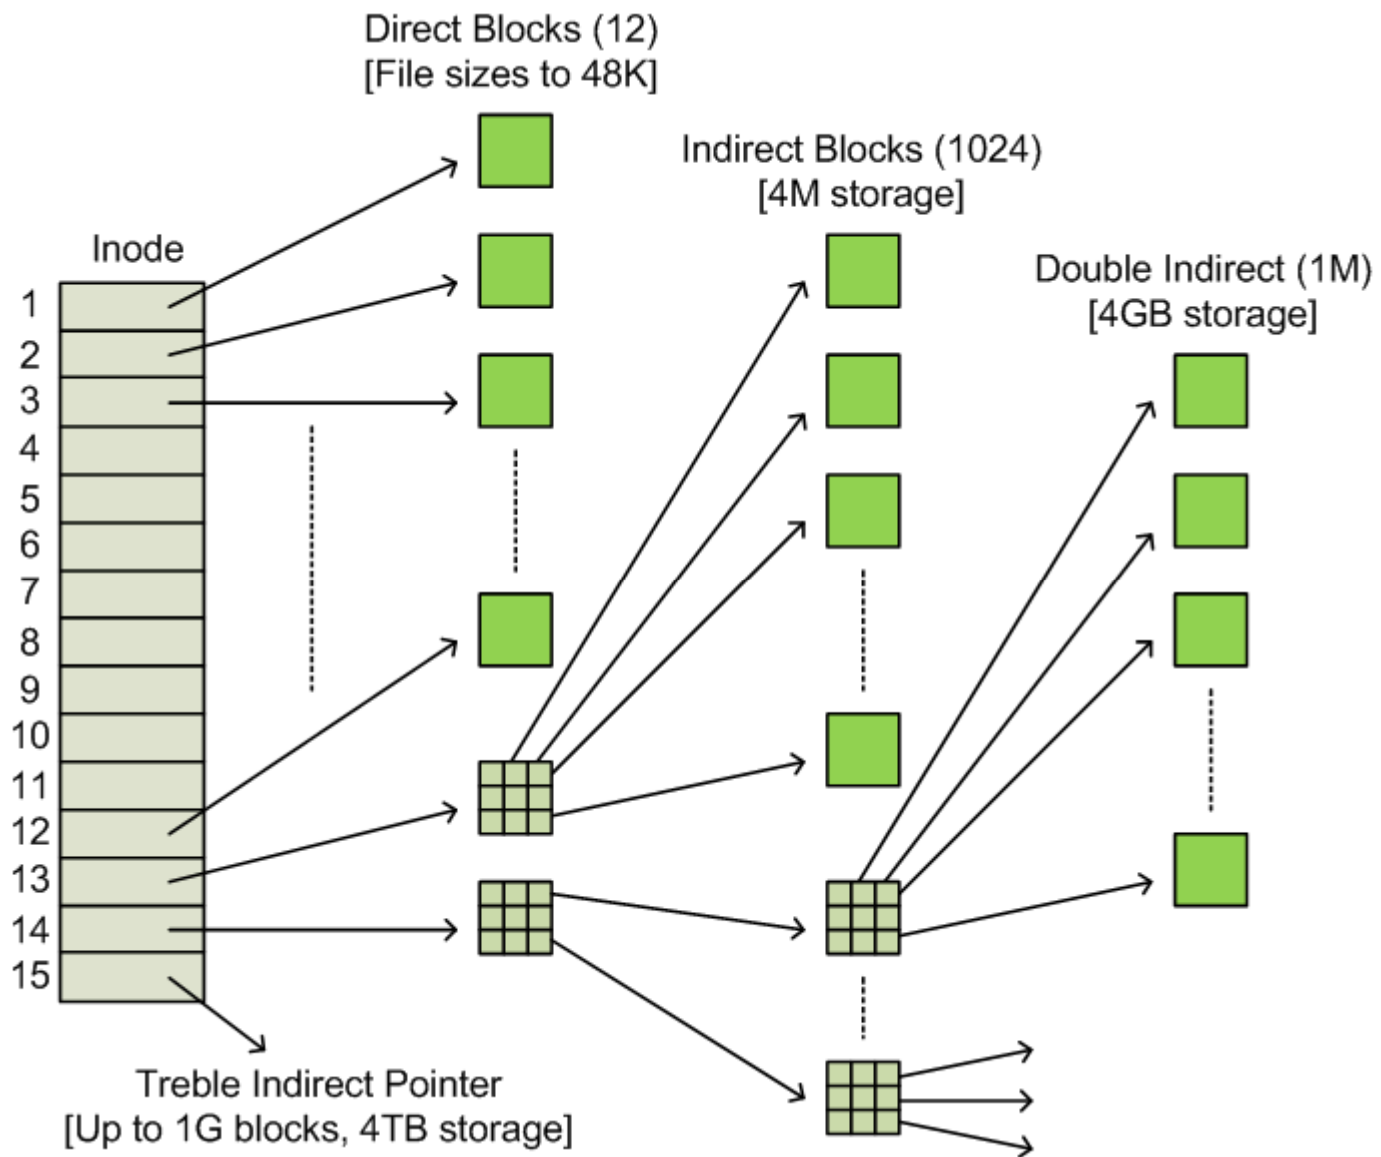 Direct Blocks (12)
[File sizes to 48K]
Indirect Blocks (1024)
[4M storage]
Double Indirect (1M)
[4GB storage]
Inode
1
2
3
4
5
6
7
8
9
10
11
12
13
14
15
Treble Indirect Pointer
[Up to 1G blocks, 4TB storage]